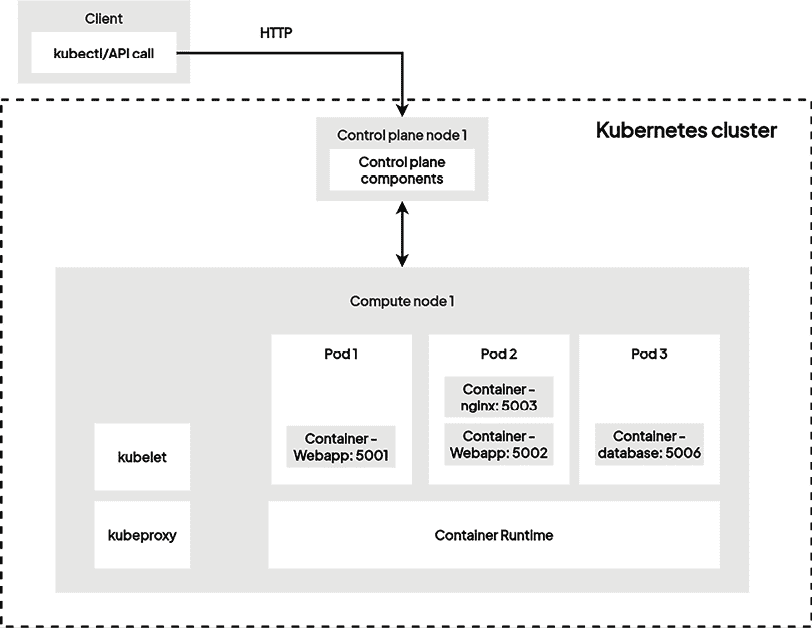 Client
kubectl/API call
HTTP
Kubernetes cluster
Control plane node 1
Control plane
components
Compute node 1
Pod 1
Pod 2
Pod 3
Container -
nginx: 5003
Container -
Webapp: 5001
Container -
Webapp: 5002
Container -
database: 5006
kubelet
kubeproxy
Container Runtime